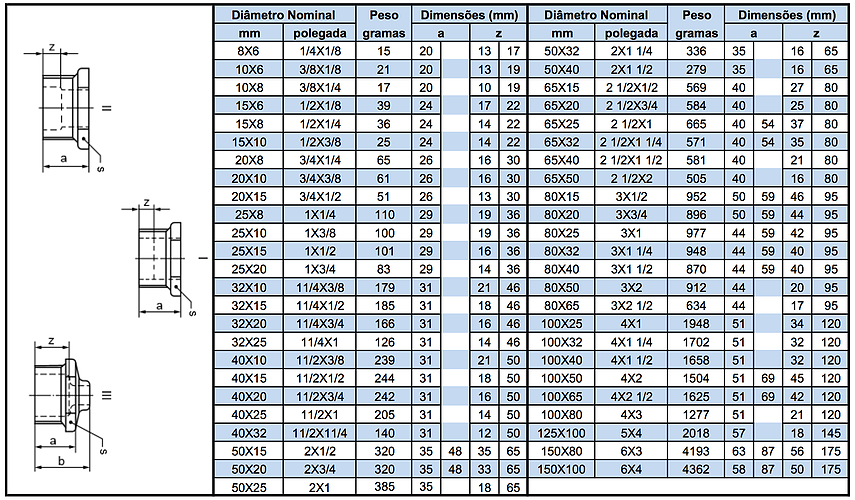 Diâmetro Nominal Peso Dimensões (mm) Diâmetro Nominal Peso Dimensões (mm)
mm polegada gramas a z mm polegada gramas a z
8X6 1/4X1/8 15 20 13 17 50X32 2X1 1/4 336 35 16 65
10X6 3/8X1/8 21 20 13 19 50X40 2X1 1/2 279 35 16 65
10X8 3/8X1/4 17 20 10 19 65X15 2 1/2X1/2 569 40 27 80
15X6 1/2X1/8 39 24 17 22 65X20 2 1/2X3/4 584 40 25 80
15X8 1/2X1/4 36 24 14 22 65X25 2 1/2X1 665 40 54 37 80
15X10 1/2X3/8 25 24 14 22 65X32 2 1/2X1 1/4 571 40 54 35 80
20X8 3/4X1/4 65 26 16 30 65X40 2 1/2X1 1/2 581 40 21 80
20X10 3/4X3/8 61 26 16 30 65X50 2 1/2X2 505 40 16 80
20X15 3/4X1/2 51 26 13 30 80X15 3X1/2 952 50 59 46 95
25X8 1X1/4 110 29 19 36 80X20 3X3/4 896 50 59 44 95
25X10 1X3/8 100 29 19 36 80X25 3X1 977 44 59 42 95
25X15 1X1/2 101 29 16 36 80X32 3X1 1/4 948 44 59 40 95
25X20 1X3/4 83 29 14 36 80X40 3X1 1/2 870 44 59 40 95
32X10 11/4X3/8 179 31 21 46 80X50 3X2 912 44 20 95
32X15 11/4X1/2 185 31 18 46 80X65 3X2 1/2 634 44 17 95
32X20 11/4X3/4 166 31 16 46 100X25 4X1 1948 51 34 120
32X25 11/4X1 126 31 14 46 100X32 4X1 1/4 1702 51 32 120
40X10 11/2X3/8 239 31 21 50 100X40 4X1 1/2 1658 51 32 120
40X15 11/2X1/2 244 31 18 50 100X50 4X2 1504 51 69 45 120
40X20 11/2X3/4 242 31 16 50 100X65 4X2 1/2 1625 51 69 42 120
40X25 11/2X1 205 31 14 50 100X80 4X3 1277 51 21 120
40X32 11/2X11/4 140 31 12 50 125X100 5X4 2018 57 18 145
50X15 2X1/2 320 35 48 35 65 150X80 6X3 4193 63 87 56 175
50X20 2X3/4 320 35 48 33 65 150X100 6X4 4362 58 87 50 175
50X25 2X1 385 35 18 65
z
II
a
s
z
I
a
s
z
III
a
s
b